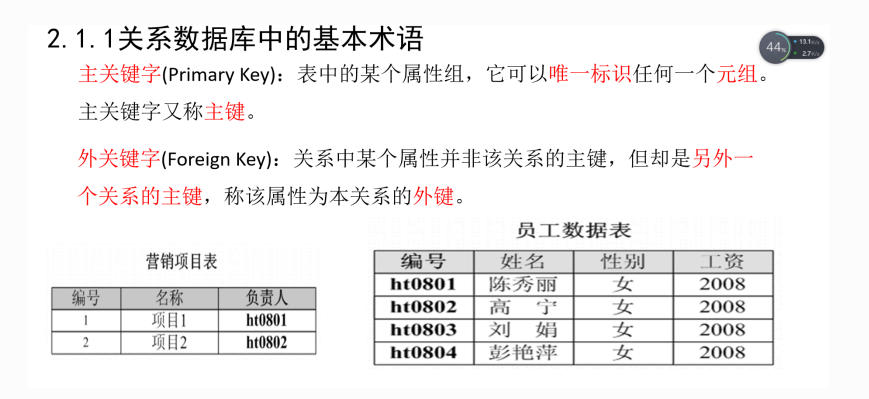 2.1.1关系数据库中的基本术语
44%
13.1K/s
2.7K/s
主关键字(Primary Key)：表中的某个属性组，它可以唯一标识任何一个元组。
主关键字又称主键。
外关键字(Foreign Key)：关系中某个属性并非该关系的主键，但却是另外一
个关系的主键，称该属性为本关系的外键。
营销项目表
编号 名称 负责人
1 项目1 ht0801
2 项目2 ht0802
员工数据表
编号 姓名 性别 工资
ht0801 陈秀丽 女 2008
ht0802 高 宁 女 2008
ht0803 刘 娟 女 2008
ht0804 彭艳萍 女 2008